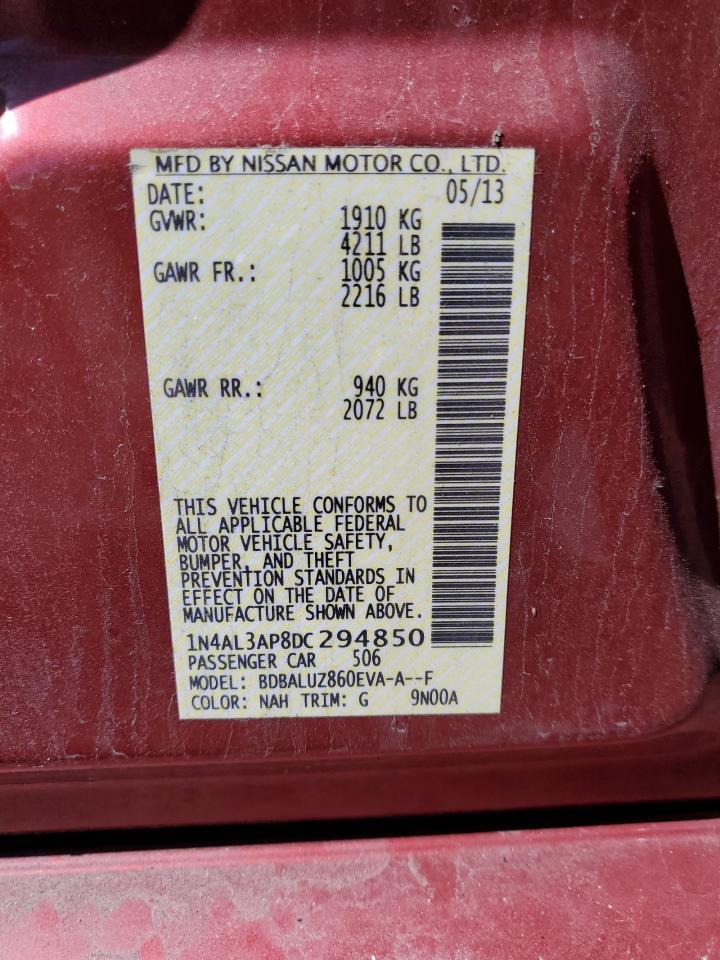 MFD BY NISSAN MOTOR CO., LTD.
DATE: 05/13
GVWR: 1910 KG
4211 LB
GAWR FR.: 1005 KG
2216 LB
GAWR RR.: 940 KG
2072 LB
THIS VEHICLE CONFORMS TO
ALL APPLICABLE FEDERAL
MOTOR VEHICLE SAFETY,
BUMPER, AND THEFT
PREVENTION STANDARDS IN
EFFECT ON THE DATE OF
MANUFACTURE SHOWN ABOVE.
1N4AL3AP8DC294850
PASSENGER CAR 506
MODEL: BDBALUZ860EVA-A--F
COLOR: NAH TRIM: G 9N00A